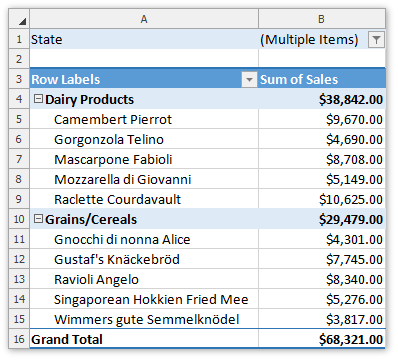 A B
1 State (Multiple Items)
2
3 Row Labels Sum of Sales
4 Dairy Products $38,842.00
5 Camembert Pierrot $9,670.00
6 Gorgonzola Telino $4,690.00
7 Mascarpone Fabioli $8,708.00
8 Mozzarella di Giovanni $5,149.00
9 Raclette Courdavault $10,625.00
10 Grains/Cereals $29,479.00
11 Gnocchi di nonna Alice $4,301.00
12 Gustaf's Knäckebröd $7,745.00
13 Ravioli Angelo $8,340.00
14 Singaporean Hokkien Fried Mee $5,276.00
15 Wimmers gute Semmelknödel $3,817.00
16 Grand Total $68,321.00